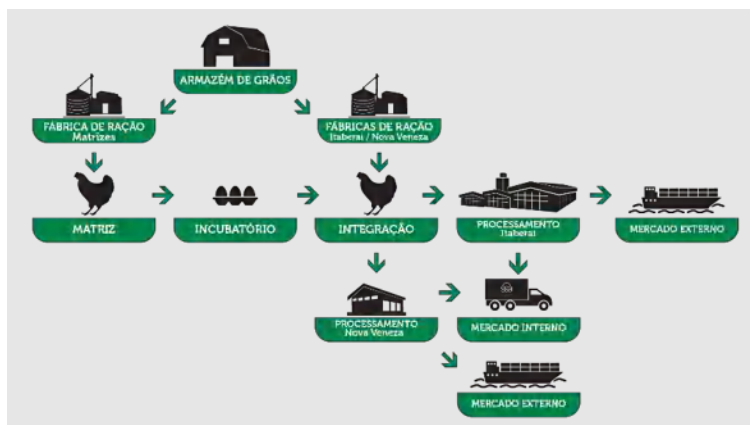 ARMAZÉM DE GRÃOS
FÁBRICA DE RAÇÃO
Matrizes
FÁBRICAS DE RAÇÃO
Itaberaí / Nova Veneza
MATRIZ
INCUBATÓRIO
INTEGRAÇÃO
PROCESSAMENTO
Itaberaí
MERCADO EXTERNO
PROCESSAMENTO
Nova Veneza
MERCADO INTERNO
MERCADO EXTERNO